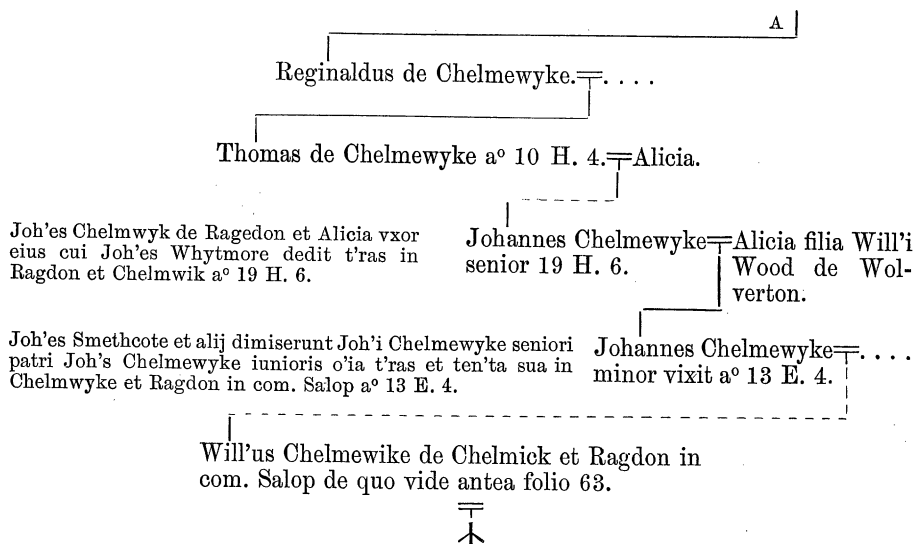 A
Reginaldus de Chelmewyke. . . . .
Thomas de Chelmewyke aº 10 H. 4. Alicia.
Joh'es Chelmwyk de Ragedon et Alicia vxor
eius cui Joh'es Whytmore dedit t'ras in
Ragdon et Chelmwik aº 19 H. 6.
Johannes Chelmewyke
senior 19 H. 6.
Alicia filia Will'i
Wood de Wol-
verton.
Joh'es Smethcote et alij dimiserunt Joh'i Chelmewyke seniori
patri Joh's Chelmewyke iunioris o'ia t'ras et ten'ta sua in
Chelmwyke et Ragdon in com. Salop aº 13 E. 4.
Johannes Chelmewyke . . . .
minor vixit aº 13 E. 4.
Will'us Chelmewike de Chelmick et Ragdon in
com. Salop de quo vide antea folio 63.